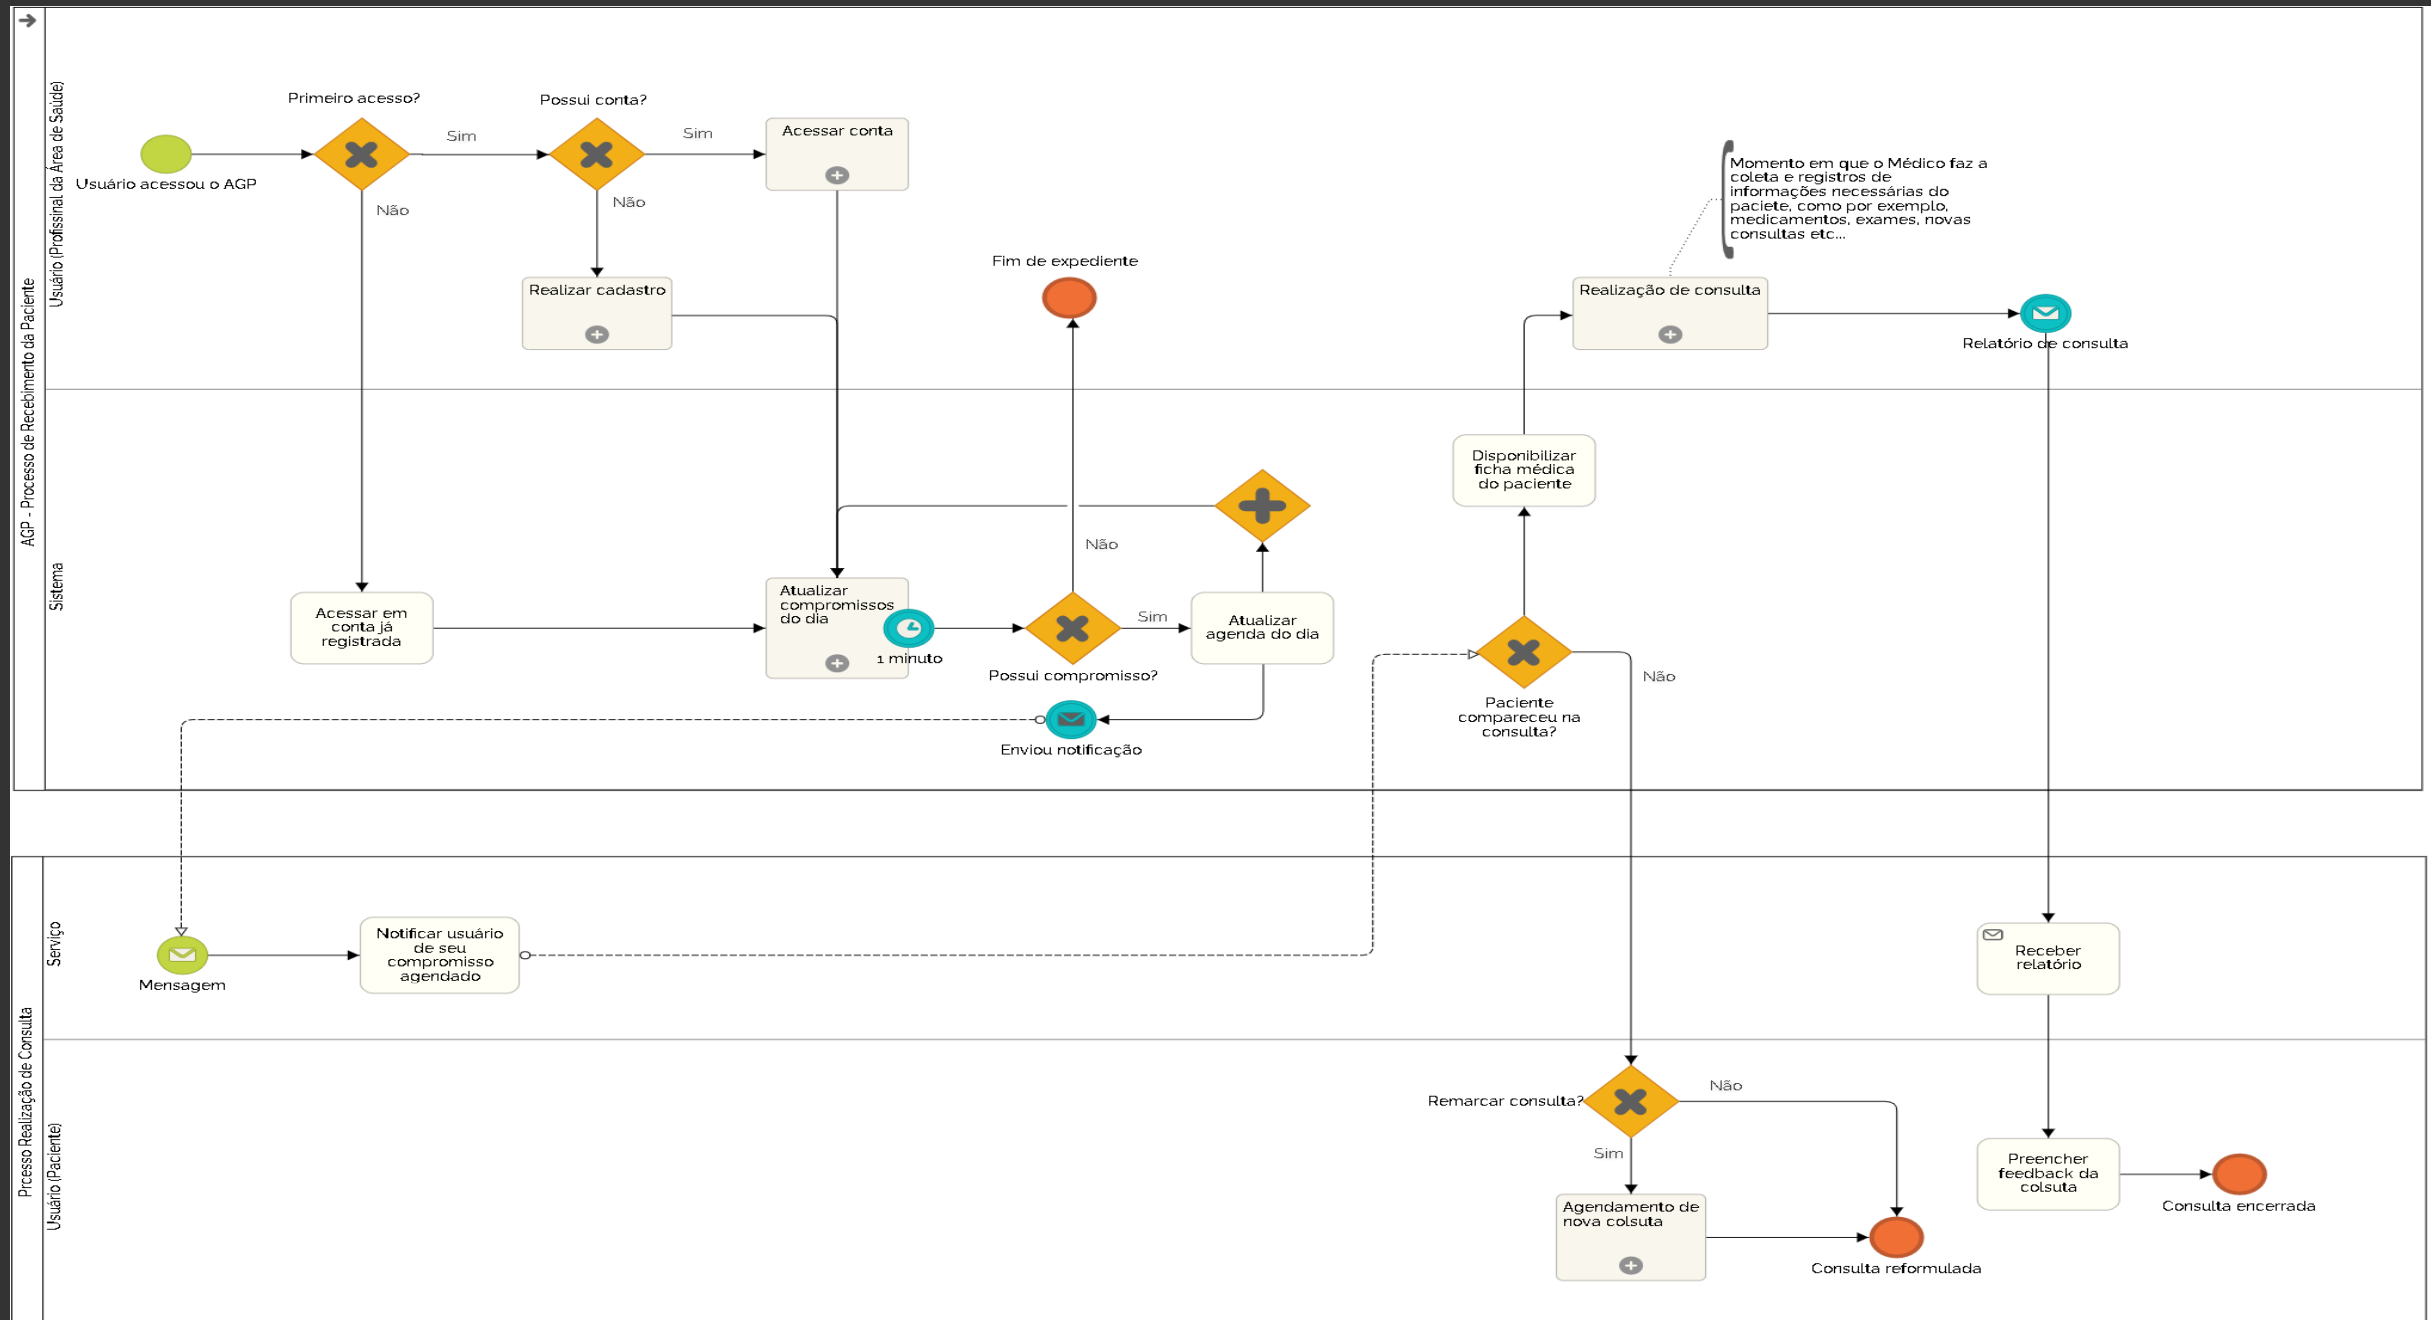 AGP - Processo de Recebimento da Paciente
Usuário (Profissinal da Área de Saúde)
Primeiro acesso?
Possui conta?
Sim
Sim
Acessar conta
Usuário acessou o AGP
Não
Não
Momento em que o Médico faz a
coleta e registros de
informações necessárias do
paciete, como por exemplo,
medicamentos, exames, novas
consultas etc...
Fim de expediente
Realizar cadastro
Realização de consulta
Relatório de consulta
Sistema
Disponibilizar
ficha médica
do paciente
Não
Acessar em
conta já
registrada
Atualizar
compromissos
do dia
1 minuto
Sim
Atualizar
agenda do dia
Possui compromisso?
Não
Paciente
compareceu na
consulta?
Enviou notificação
Prcesso Realização de Consulta
Serviço
Notificar usuário
de seu
compromisso
agendado
Mensagem
Receber
relatório
Usuário (Paciente)
Remarcar consulta?
Não
Sim
Preencher
feedback da
colsuta
Consulta encerrada
Agendamento de
nova colsuta
Consulta reformulada